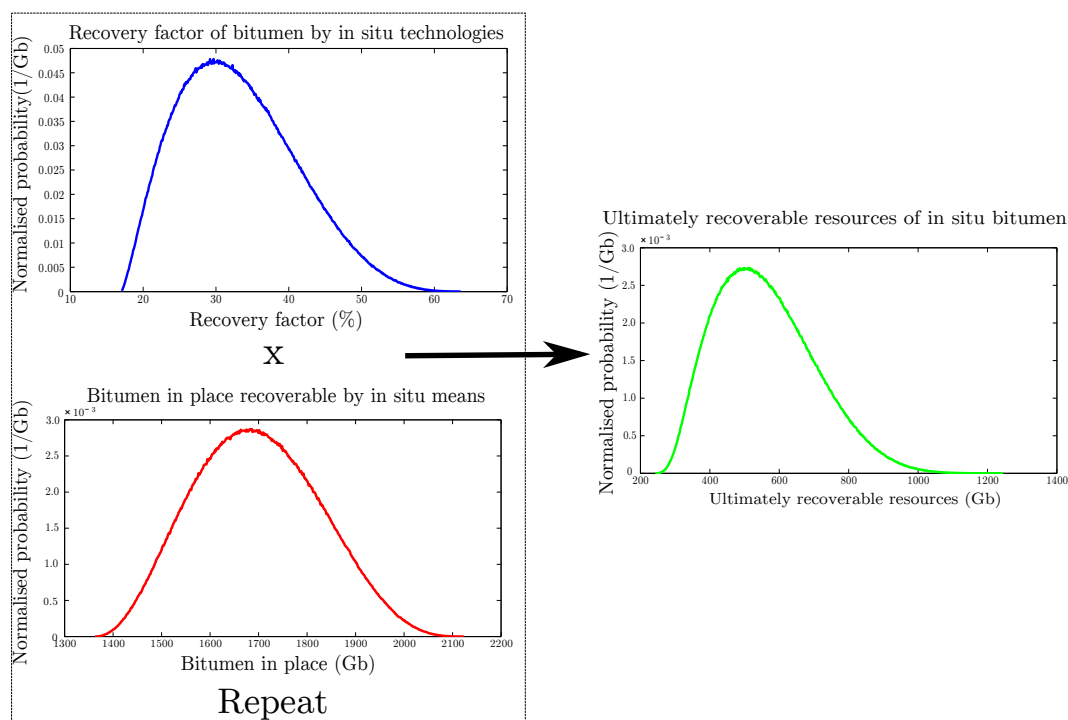 Recovery factor of bitumen by in situ technologies
Normalised probability(1/Gb)
0.05
0.045
0.04
0.035
0.03
0.025
0.02
0.015
0.01
0.005
0
10 20 30 40 50 60 70
Recovery factor (%)
x
Bitumen in place recoverable by in situ means
× 10⁻³
Normalised probability (1/Gb)
3.0
2.5
2.0
1.5
1.0
0.5
0
1300 1400 1500 1600 1700 1800 1900 2000 2100 2200
Bitumen in place (Gb)
Repeat
Ultimately recoverable resources of in situ bitumen
× 10⁻³
Normalised probability (1/Gb)
3.0
2.5
2.0
1.5
1.0
0.5
0
200 400 600 800 1000 1200 1400
Ultimately recoverable resources (Gb)